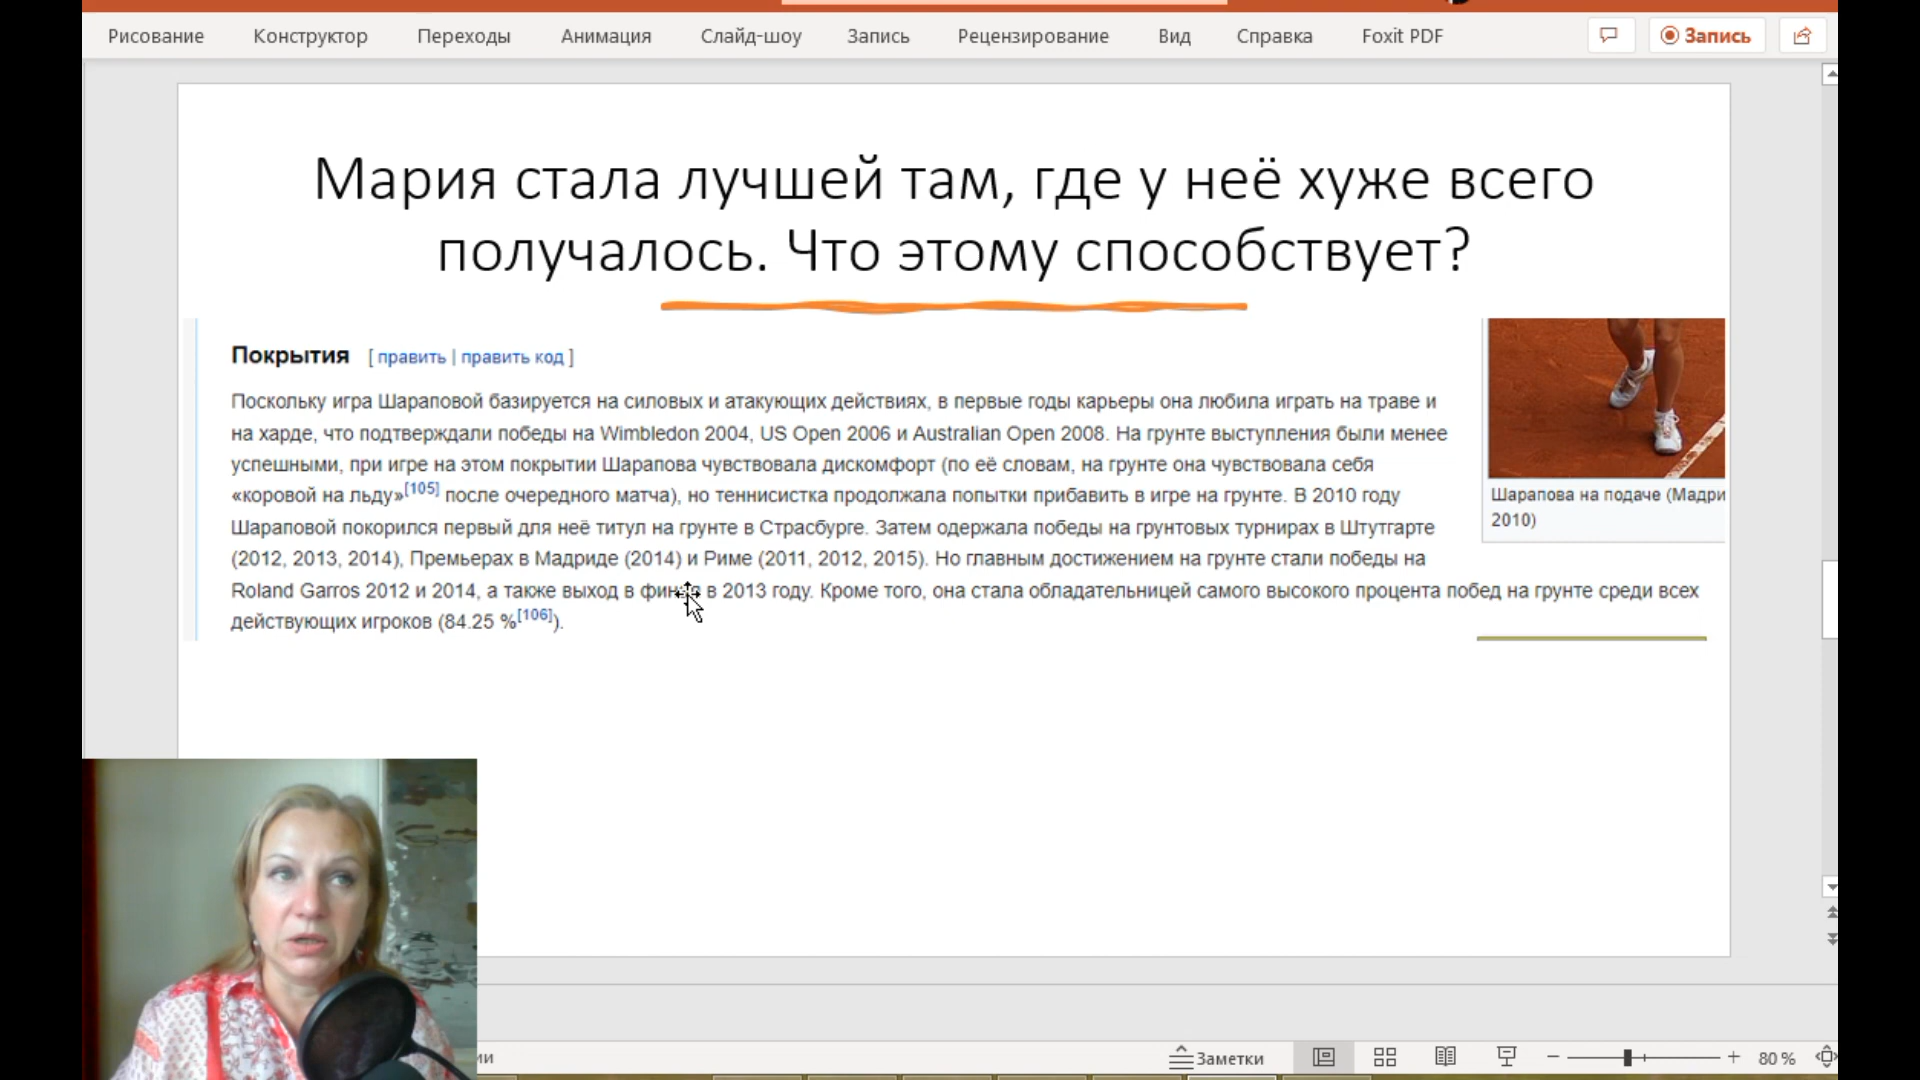 Рисование Конструктор Переходы Анимация Слайд-шоу Запись Рецензирование Вид Справка Foxit PDF Запись
Мария стала лучшей там, где у неё хуже всего
получалось. Что этому способствует?
Покрытия [ править | править код ]
Поскольку игра Шараповой базируется на силовых и атакующих действиях, в первые годы карьеры она любила играть на траве и
на харде, что подтверждали победы на Wimbledon 2004, US Open 2006 и Australian Open 2008. На грунте выступления были менее
успешными, при игре на этом покрытии Шарапова чувствовала дискомфорт (по её словам, на грунте она чувствовала себя
«коровой на льду»[105] после очередного матча), но теннисистка продолжала попытки прибавить в игре на грунте. В 2010 году
Шараповой покорился первый для неё титул на грунте в Страсбурге. Затем одержала победы на грунтовых турнирах в Штутгарте
(2012, 2013, 2014), Премьерах в Мадриде (2014) и Риме (2011, 2012, 2015). Но главным достижением на грунте стали победы на
Roland Garros 2012 и 2014, а также выход в финал в 2013 году. Кроме того, она стала обладательницей самого высокого процента побед на грунте среди всех
действующих игроков (84.25 %[106]).
Шарапова на подаче (Мадри
2010)
ии Заметки 80 %